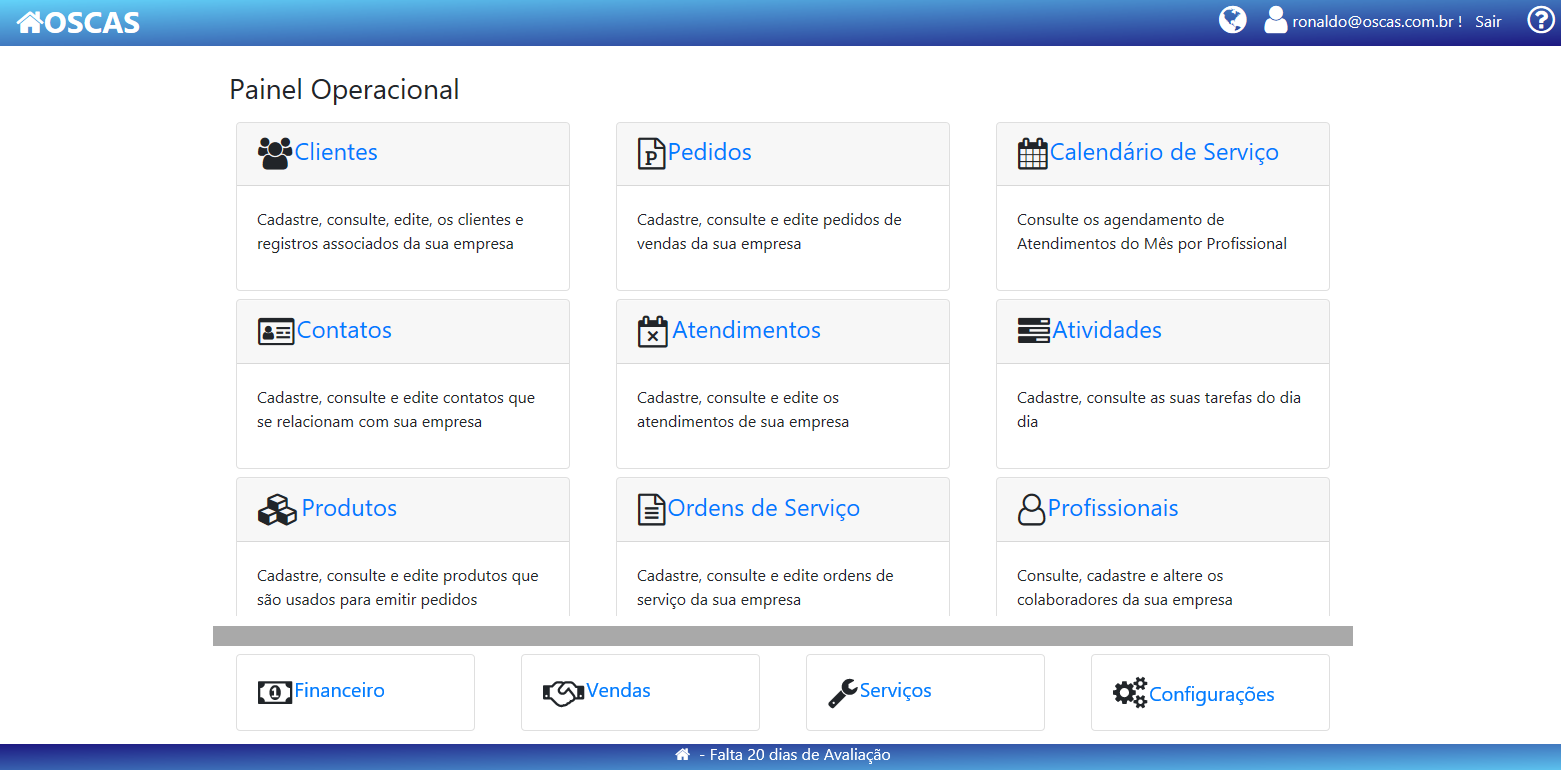 OSCAS
ronaldo@oscas.com.br ! Sair
Painel Operacional
Clientes
Cadastre, consulte, edite, os clientes e
registros associados da sua empresa
Pedidos
Cadastre, consulte e edite pedidos de
vendas da sua empresa
Calendário de Serviço
Consulte os agendamento de
Atendimentos do Mês por Profissional
Contatos
Cadastre, consulte e edite contatos que
se relacionam com sua empresa
Atendimentos
Cadastre, consulte e edite os
atendimentos de sua empresa
Atividades
Cadastre, consulte as suas tarefas do dia
dia
Produtos
Cadastre, consulte e edite produtos que
são usados para emitir pedidos
Ordens de Serviço
Cadastre, consulte e edite ordens de
serviço da sua empresa
Profissionais
Consulte, cadastre e altere os
colaboradores da sua empresa
Financeiro
Vendas
Serviços
Configurações
- Falta 20 dias de Avaliação